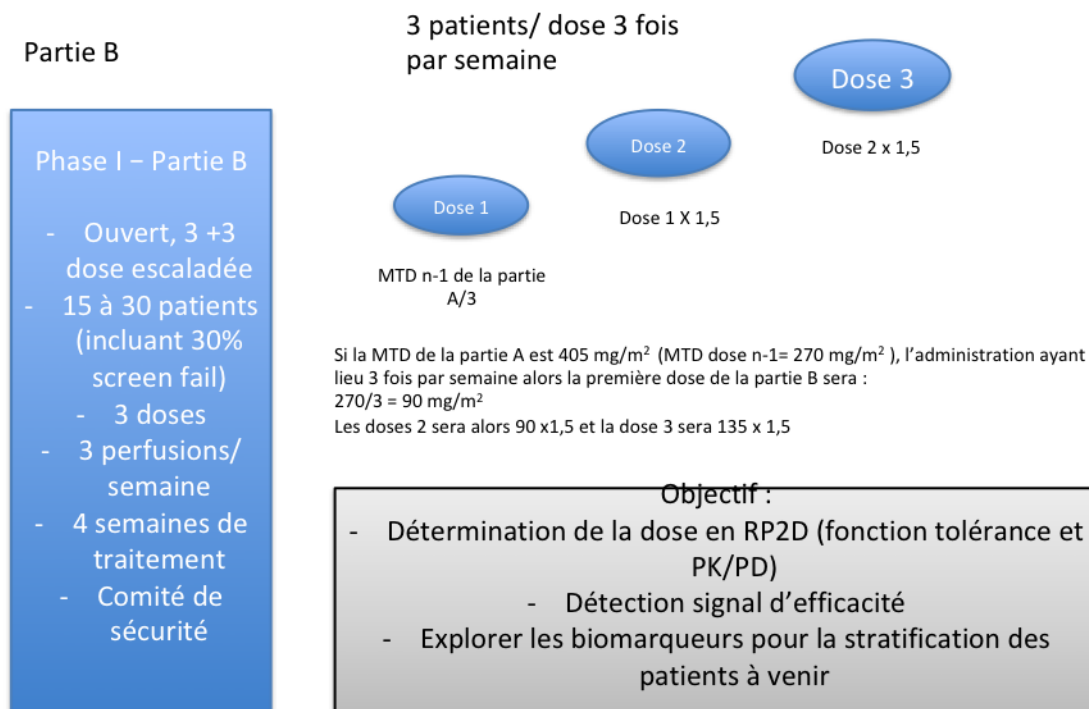 Partie B
3 patients/ dose 3 fois
par semaine
Phase I – Partie B
- Ouvert, 3 +3
dose escaladée
- 15 à 30 patients
(incluant 30%
screen fail)
- 3 doses
- 3 perfusions/
semaine
- 4 semaines de
traitement
- Comité de
sécurité
Dose 1
MTD n-1 de la partie
A/3
Dose 2
Dose 1 X 1,5
Dose 3
Dose 2 x 1,5
Si la MTD de la partie A est 405 mg/m² (MTD dose n-1= 270 mg/m² ), l’administration ayant
lieu 3 fois par semaine alors la première dose de la partie B sera :
270/3 = 90 mg/m²
Les doses 2 sera alors 90 x1,5 et la dose 3 sera 135 x 1,5
Objectif :
- Détermination de la dose en RP2D (fonction tolérance et
PK/PD)
- Détection signal d’efficacité
- Explorer les biomarqueurs pour la stratification des
patients à venir